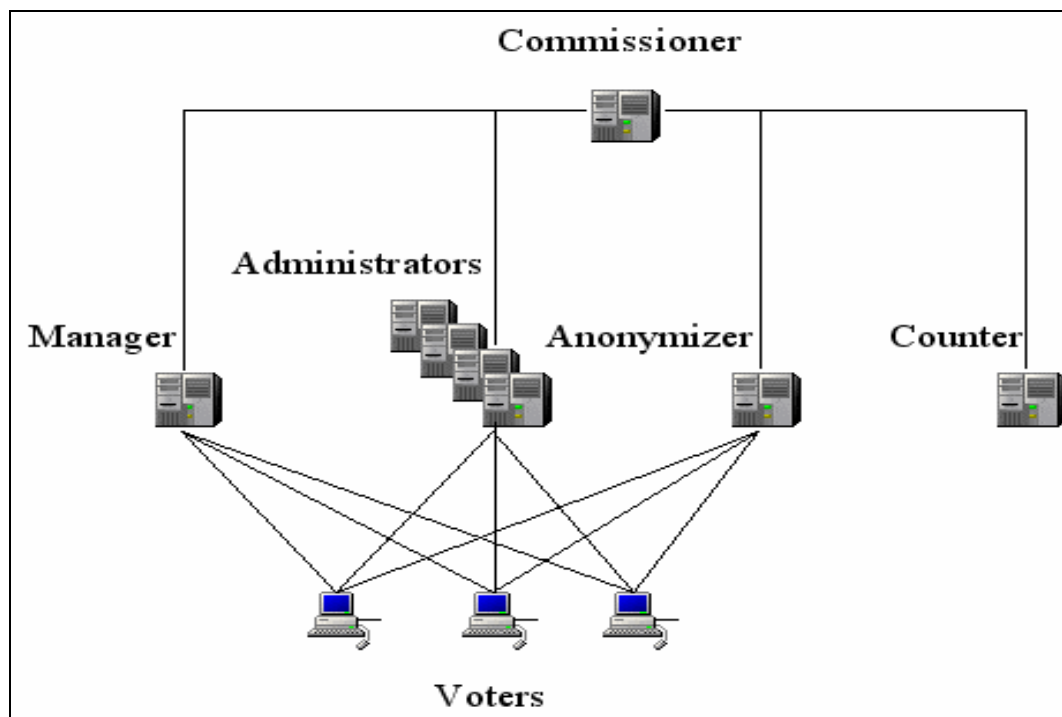 Commissioner
Administrators
Manager
Anonymizer
Counter
Voters